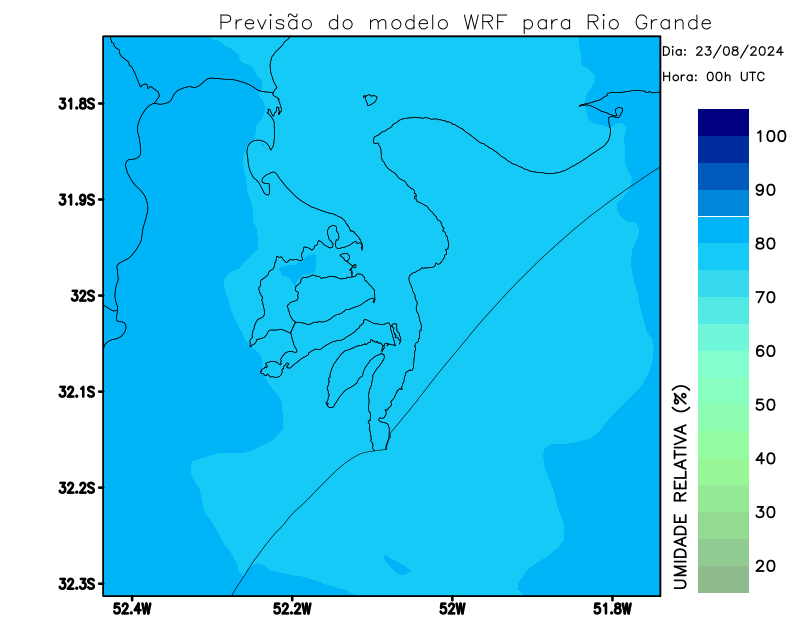 Previsão do modelo WRF para Rio Grande
Dia: 23/08/2024
Hora: 00h UTC
31.8S
31.9S
32S
32.1S
32.2S
32.3S
52.4W
52.2W
52W
51.8W
100
90
80
70
60
50
40
30
20
UMIDADE RELATIVA (%)